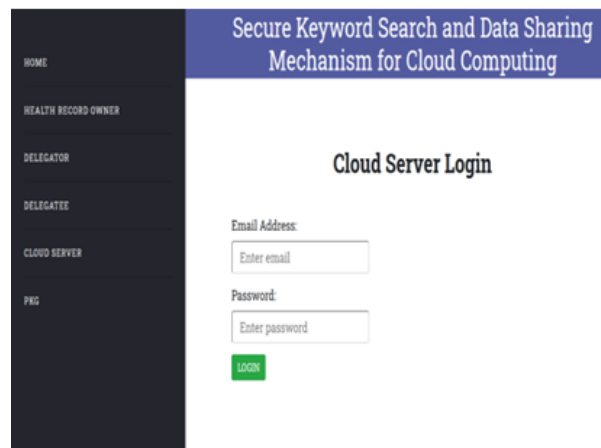 HOME
HEALTH RECORD OWNER
DELEGATOR
DELEGATEE
CLOUD SERVER
PKG
Secure Keyword Search and Data Sharing
Mechanism for Cloud Computing
Cloud Server Login
Email Address:
Enter email
Password:
Enter password
LOGIN